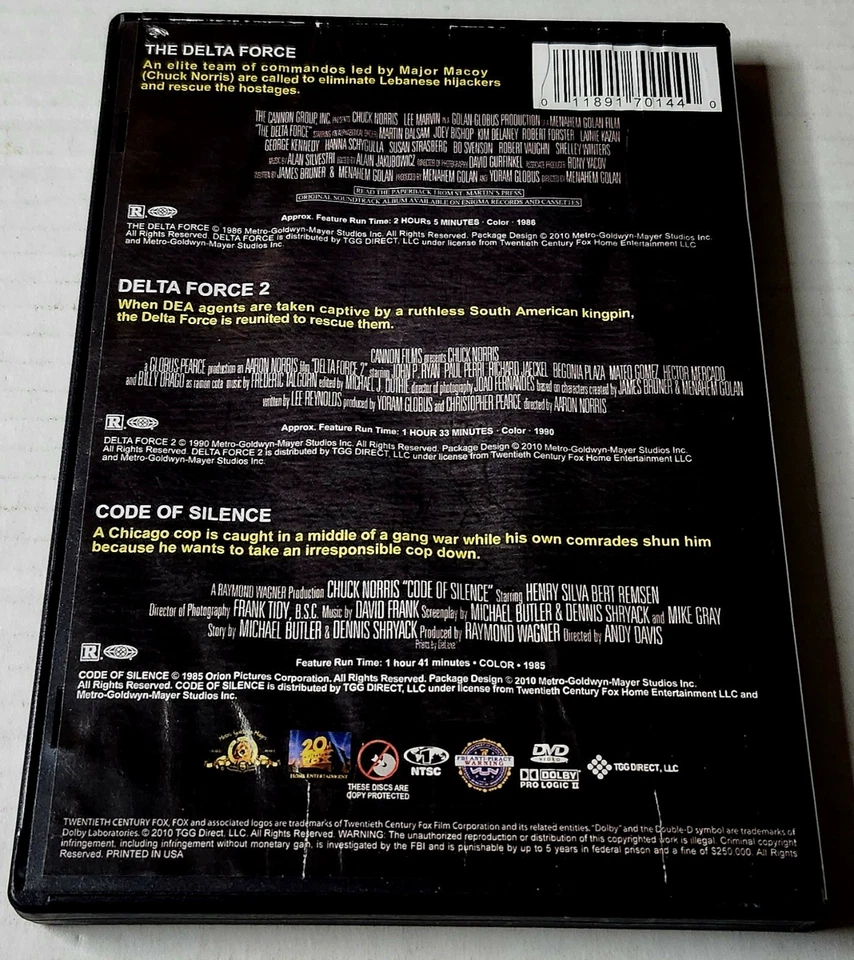 THE DELTA FORCE
An elite team of commandos led by Major Macoy
(Chuck Norris) are called to eliminate Lebanese hijackers
and rescue the hostages.
0 11891 70144 0
THE CANNON GROUP, INC. PRESENTS CHUCK NORRIS LEE MARVIN IN A GOLAN GLOBUS PRODUCTION OF A MENAHEM GOLAN FILM
"THE DELTA FORCE" STARRING (IN ALPHABETICAL ORDER) MARTIN BALSAM JOEY BISHOP KIM DELANEY ROBERT FORSTER LAINIE KAZAN
GEORGE KENNEDY HANNA SCHYGULLA SUSAN STRASBERG BO SVENSON ROBERT VAUGHN SHELLEY WINTERS
MUSIC BY ALAN SILVESTRI EDITED BY ALAIN JAKUBOWICZ DIRECTOR OF PHOTOGRAPHY DAVID GURFINKEL ASSOCIATE PRODUCER RONY YACOV
WRITTEN BY JAMES BRUNER & MENAHEM GOLAN PRODUCED BY MENAHEM GOLAN AND YORAM GLOBUS DIRECTED BY MENAHEM GOLAN
READ THE PAPERBACK FROM ST. MARTIN'S PRESS
ORIGINAL SOUNDTRACK ALBUM AVAILABLE ON ENIGMA RECORDS AND CASSETTES
R
Approx. Feature Run Time: 2 HOURs 5 MINUTES · Color · 1986
THE DELTA FORCE © 1986 Metro-Goldwyn-Mayer Studios Inc. All Rights Reserved. Package Design © 2010 Metro-Goldwyn-Mayer Studios Inc.
All Rights Reserved. DELTA FORCE is distributed by TGG DIRECT, LLC under license from Twentieth Century Fox Home Entertainment LLC
and Metro-Goldwyn-Mayer Studios Inc.
DELTA FORCE 2
When DEA agents are taken captive by a ruthless South American kingpin,
the Delta Force is reunited to rescue them.
CANNON FILMS presents CHUCK NORRIS
a GLOBUS-PEARCE production an AARON NORRIS film "DELTA FORCE 2" starring JOHN P. RYAN PAUL PERRI RICHARD JAECKEL BEGONIA PLAZA MATEO GOMEZ HECTOR MERCADO
and BILLY DRAGO as ramon cota music by FREDERIC TALGORN edited by MICHAEL J. DUTHIE director of photography JOAO FERNANDES based on characters created by JAMES BRUNER & MENAHEM GOLAN
written by LEE REYNOLDS produced by YORAM GLOBUS and CHRISTOPHER PEARCE directed by AARON NORRIS
R
Approx. Feature Run Time: 1 HOUR 33 MINUTES · Color · 1990
DELTA FORCE 2 © 1990 Metro-Goldwyn-Mayer Studios Inc. All Rights Reserved. Package Design © 2010 Metro-Goldwyn-Mayer Studios Inc.
All Rights Reserved. DELTA FORCE 2 is distributed by TGG DIRECT, LLC under license from Twentieth Century Fox Home Entertainment LLC
and Metro-Goldwyn-Mayer Studios Inc.
CODE OF SILENCE
A Chicago cop is caught in a middle of a gang war while his own comrades shun him
because he wants to take an irresponsible cop down.
A RAYMOND WAGNER Production CHUCK NORRIS "CODE OF SILENCE" Starring HENRY SILVA BERT REMSEN
Director of Photography FRANK TIDY, B.S.C. Music by DAVID FRANK Screenplay by MICHAEL BUTLER & DENNIS SHRYACK and MIKE GRAY
Story by MICHAEL BUTLER & DENNIS SHRYACK Produced by RAYMOND WAGNER Directed by ANDY DAVIS
Prints by DeLuxe
R
Feature Run Time: 1 hour 41 minutes • COLOR • 1985
CODE OF SILENCE © 1985 Orion Pictures Corporation. All Rights Reserved. Package Design © 2010 Metro-Goldwyn-Mayer Studios Inc.
All Rights Reserved. CODE OF SILENCE is distributed by TGG DIRECT, LLC under license from Twentieth Century Fox Home Entertainment LLC and
Metro-Goldwyn-Mayer Studios Inc.
Metro Goldwyn Mayer
20
HOME ENTERTAINMENT
THESE DISCS ARE
COPY PROTECTED
1
NTSC
FBI ANTI-PIRACY
WARNING
DVD
VIDEO
DOLBY
PRO LOGIC II
TGG DIRECT, LLC
TWENTIETH CENTURY FOX, FOX and associated logos are trademarks of Twentieth Century Fox Film Corporation and its related entities. "Dolby" and the Double-D symbol are trademarks of
Dolby Laboratories. © 2010 TGG Direct, LLC. All Rights Reserved. WARNING: The unauthorized reproduction or distribution of this copyrighted work is illegal. Criminal copyright
infringement, including infringement without monetary gain, is investigated by the FBI and is punishable by up to 5 years in federal prison and a fine of $250,000. All Rights
Reserved. PRINTED IN USA